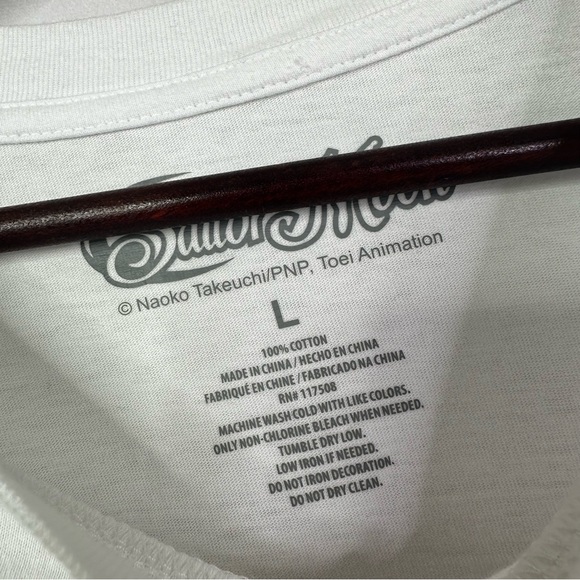 Sailor Moon
© Naoko Takeuchi/PNP, Toei Animation
L
100% COTTON
MADE IN CHINA / HECHO EN CHINA
FABRIQUÉ EN CHINE / FABRICADO NA CHINA
RN# 117508
MACHINE WASH COLD WITH LIKE COLORS.
ONLY NON-CHLORINE BLEACH WHEN NEEDED.
TUMBLE DRY LOW.
LOW IRON IF NEEDED.
DO NOT IRON DECORATION.
DO NOT DRY CLEAN.